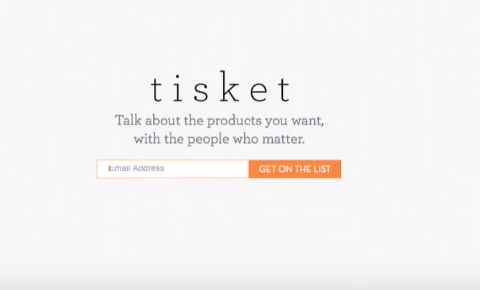 tisket
Talk about the products you want,
with the people who matter.
Email Address
GET ON THE LIST